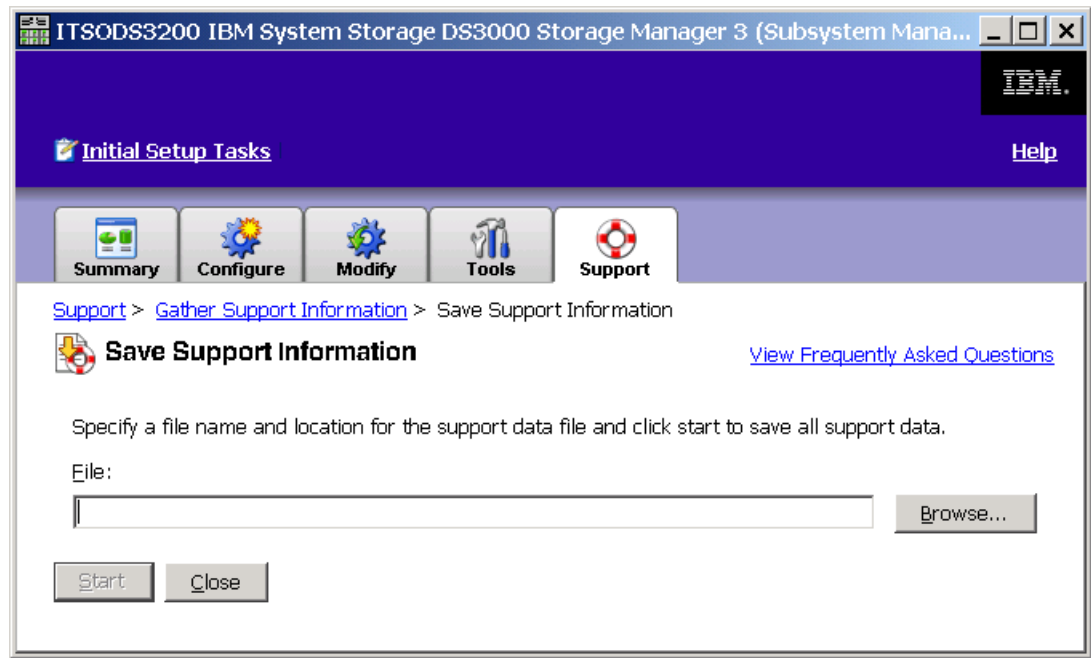 ITSODS3200 IBM System Storage DS3000 Storage Manager 3 (Subsystem Mana...
IBM.
Initial Setup Tasks
Help
Summary
Configure
Modify
Tools
Support
Support > Gather Support Information > Save Support Information
Save Support Information
View Frequently Asked Questions
Specify a file name and location for the support data file and click start to save all support data.
File:
Browse...
Start
Close